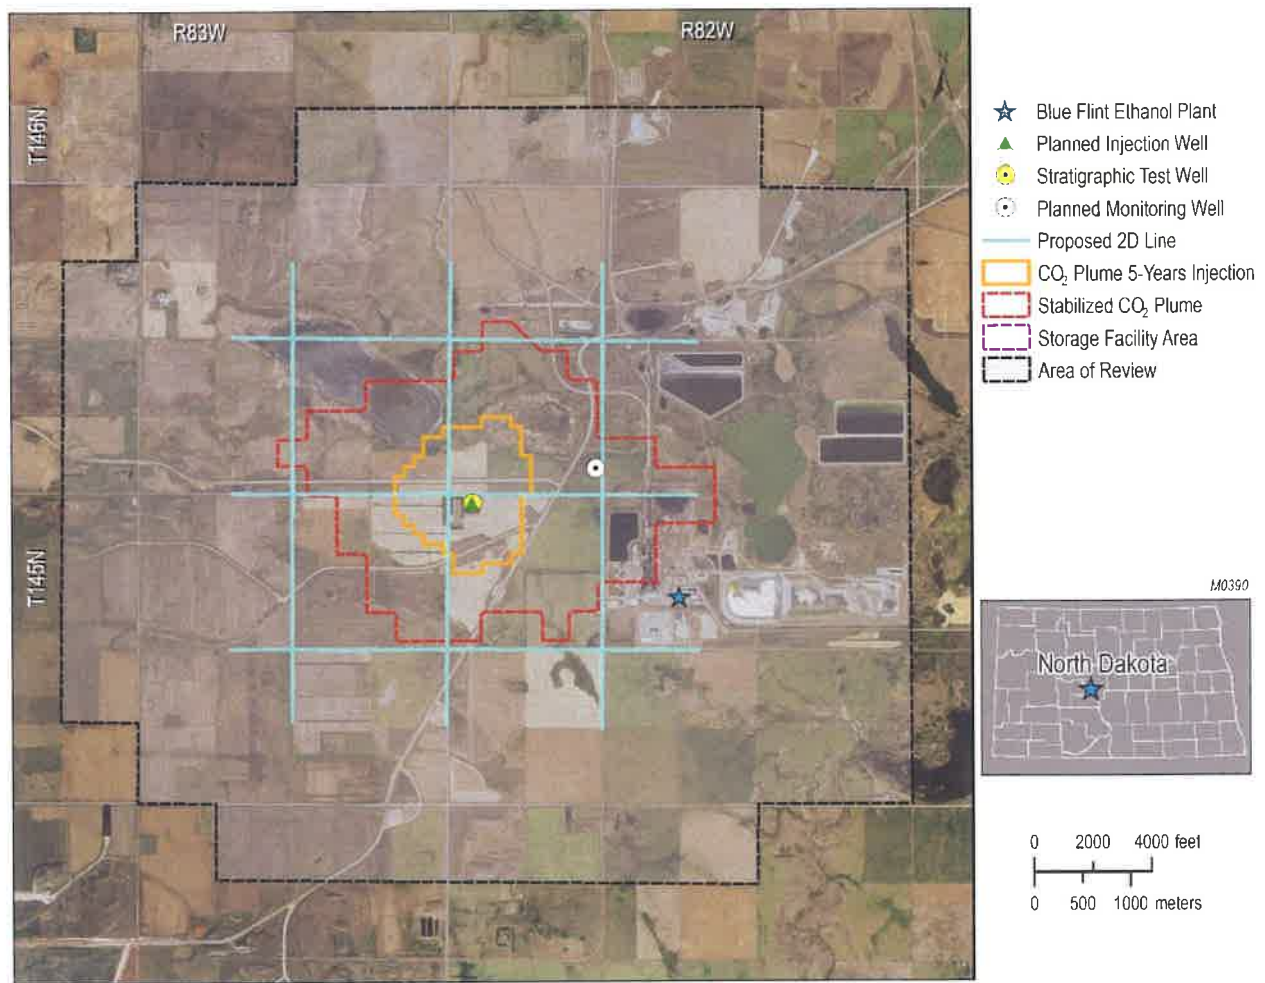 R83W
R82W
T146N
T145N
Blue Flint Ethanol Plant
Planned Injection Well
Stratigraphic Test Well
Planned Monitoring Well
Proposed 2D Line
CO₂ Plume 5-Years Injection
Stabilized CO₂ Plume
Storage Facility Area
Area of Review
M0390
North Dakota
0 2000 4000 feet
0 500 1000 meters